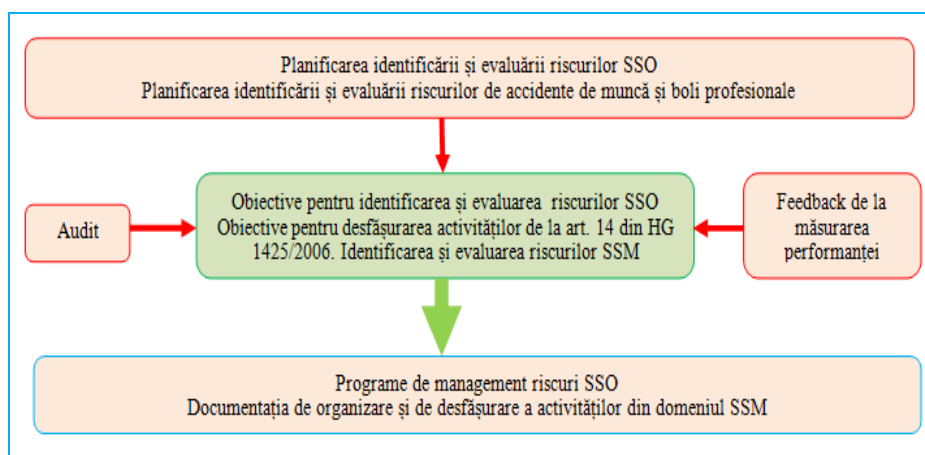 Planificarea identificării și evaluării riscurilor SSO
Planificarea identificării și evaluării riscurilor de accidente de muncă și boli profesionale
Audit
Obiective pentru identificarea și evaluarea riscurilor SSO
Obiective pentru desfășurarea activităților de la art. 14 din HG
1425/2006. Identificarea și evaluarea riscurilor SSM
Feedback de la
măsurarea
performanței
Programe de management riscuri SSO
Documentația de organizare și de desfășurare a activităților din domeniul SSM